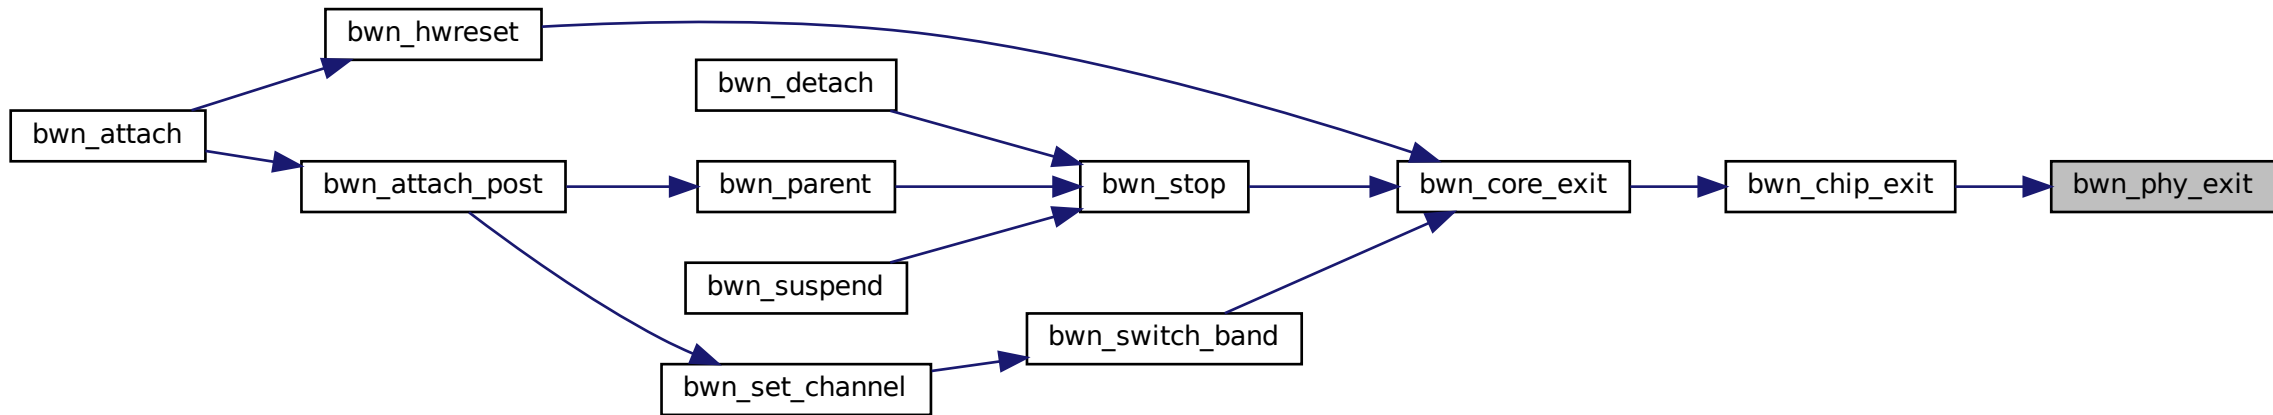 bwn_hwreset
bwn_detach
bwn_attach
bwn_attach_post
bwn_parent
bwn_stop
bwn_core_exit
bwn_chip_exit
bwn_phy_exit
bwn_suspend
bwn_switch_band
bwn_set_channel